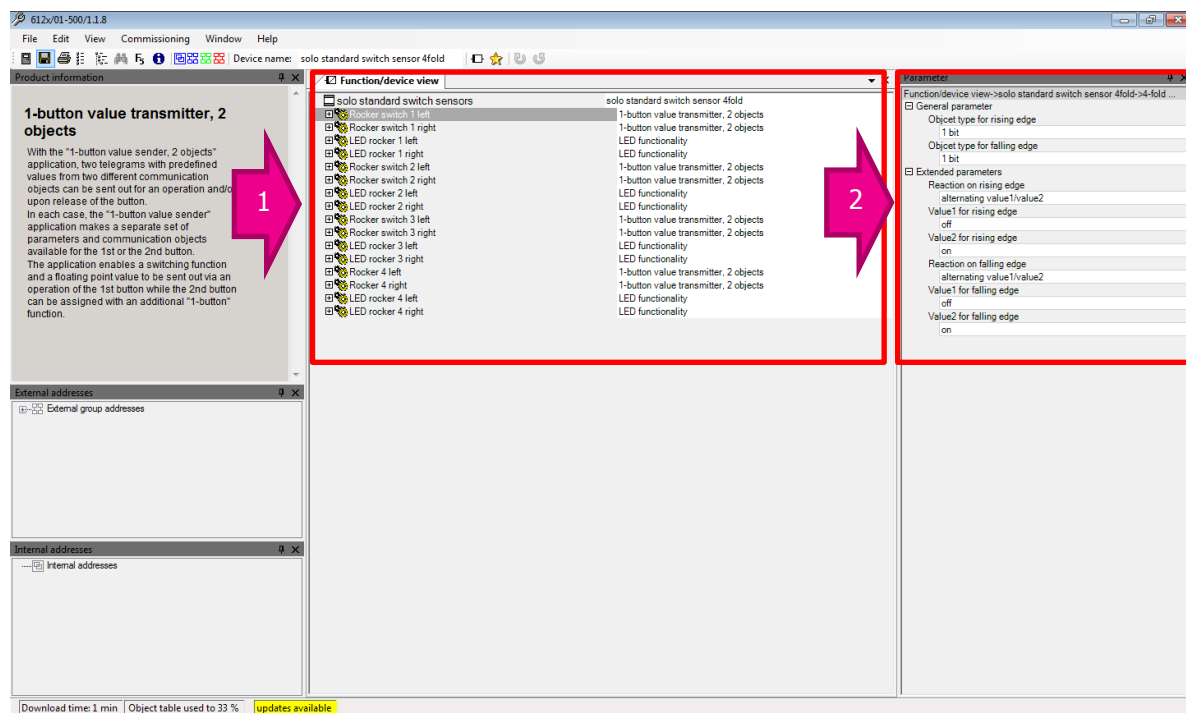 612x/01-500/1.1.8
File Edit View Commissioning Window Help
Device name: solo standard switch sensor 4fold
Product information
1-button value transmitter, 2
objects
With the "1-button value sender, 2 objects"
application, two telegrams with predefined
values from two different communication
objects can be sent out for an operation and/o
upon release of the button.
In each case, the "1-button value sender"
application makes a separate set of
parameters and communication objects
available for the 1st or the 2nd button.
The application enables a switching function
and a floating point value to be sent out via an
operation of the 1st button while the 2nd button
can be assigned with an additional "1-button"
function.
External addresses
External group addresses
Internal addresses
Internal addresses
1
Function/device view
solo standard switch sensors solo standard switch sensor 4fold
Rocker switch 1 left 1-button value transmitter, 2 objects
Rocker switch 1 right 1-button value transmitter, 2 objects
LED rocker 1 left LED functionality
LED rocker 1 right LED functionality
Rocker switch 2 left 1-button value transmitter, 2 objects
Rocker switch 2 right 1-button value transmitter, 2 objects
LED rocker 2 left LED functionality
LED rocker 2 right LED functionality
Rocker switch 3 left 1-button value transmitter, 2 objects
Rocker switch 3 right 1-button value transmitter, 2 objects
LED rocker 3 left LED functionality
LED rocker 3 right LED functionality
Rocker 4 left 1-button value transmitter, 2 objects
Rocker 4 right 1-button value transmitter, 2 objects
LED rocker 4 left LED functionality
LED rocker 4 right LED functionality
2
Parameter
Function/device view->solo standard switch sensor 4fold->4-fold ...
General parameter
Objcet type for rising edge
1 bit
Objcet type for falling edge
1 bit
Extended parameters
Reaction on rising edge
alternating value1/value2
Value1 for rising edge
off
Value2 for rising edge
on
Reaction on falling edge
alternating value1/value2
Value1 for falling edge
off
Value2 for falling edge
on
Download time: 1 min Object table used to 33 % updates available